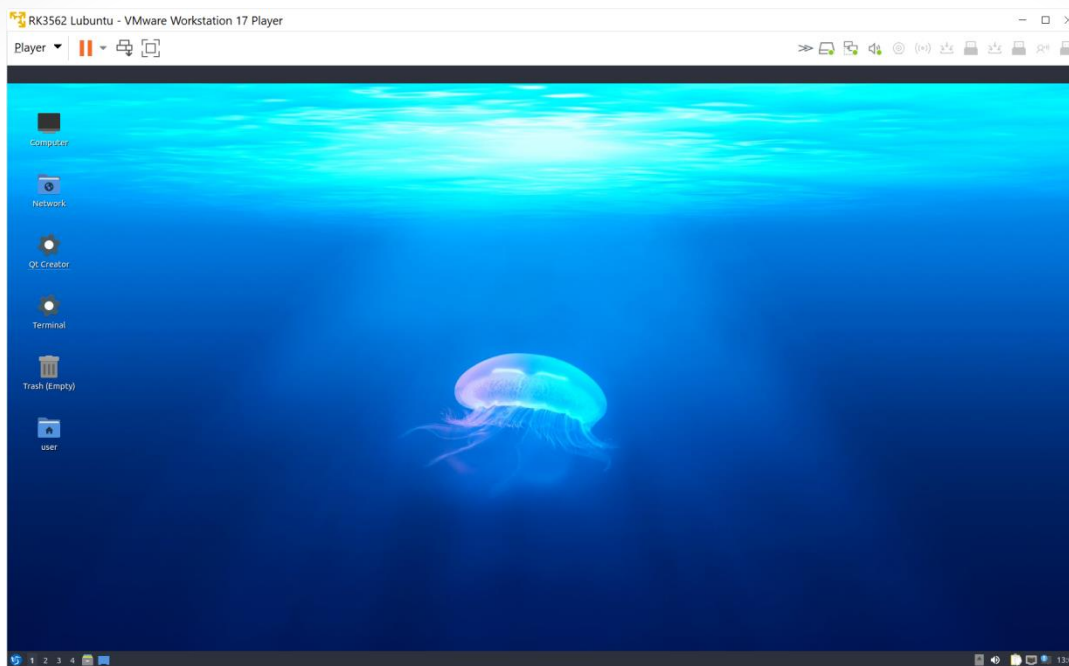 RK3562 Lubuntu - VMware Workstation 17 Player
Player
Computer
Network
Qt Creator
Terminal
Trash (Empty)
user
1 2 3 4